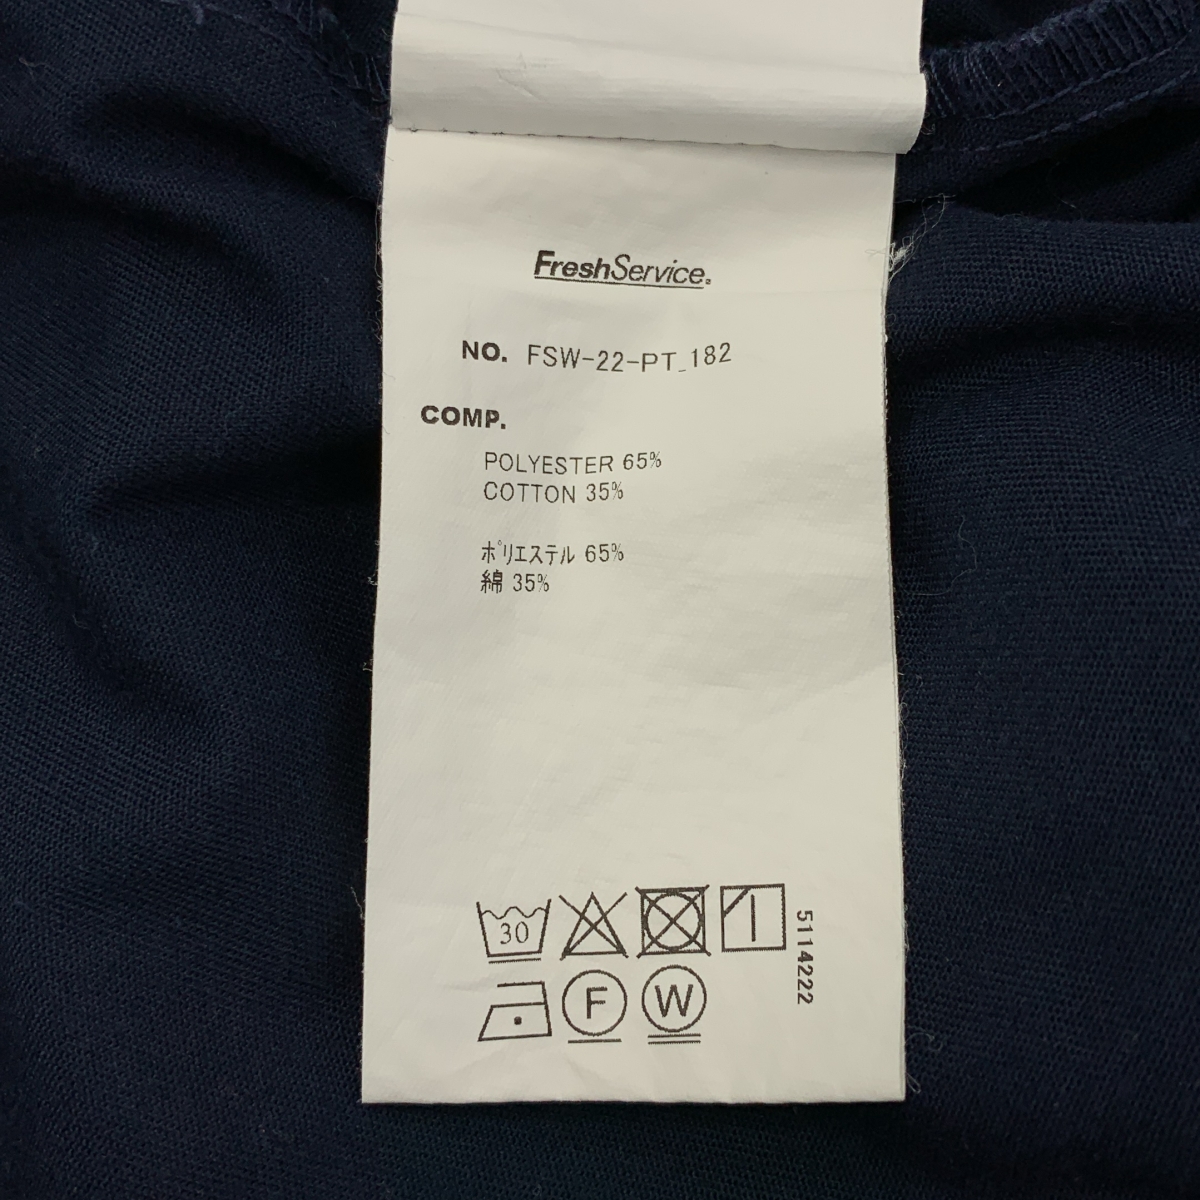 FreshService®
NO. FSW-22-PT_182
COMP.
POLYESTER 65%
COTTON 35%
ポリエステル 65%
綿 35%
30
5114222
F
W